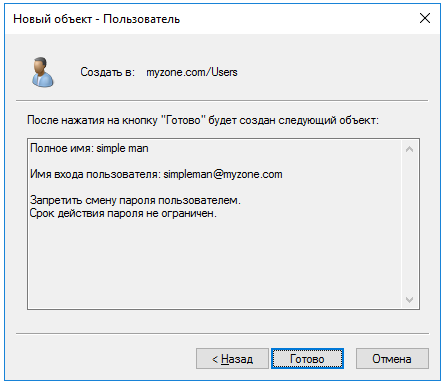 Новый объект - Пользователь
Создать в: myzone.com/Users
После нажатия на кнопку "Готово" будет создан следующий объект:
Полное имя: simple man
Имя входа пользователя: simpleman@myzone.com
Запретить смену пароля пользователем.
Срок действия пароля не ограничен.
< Назад Готово Отмена